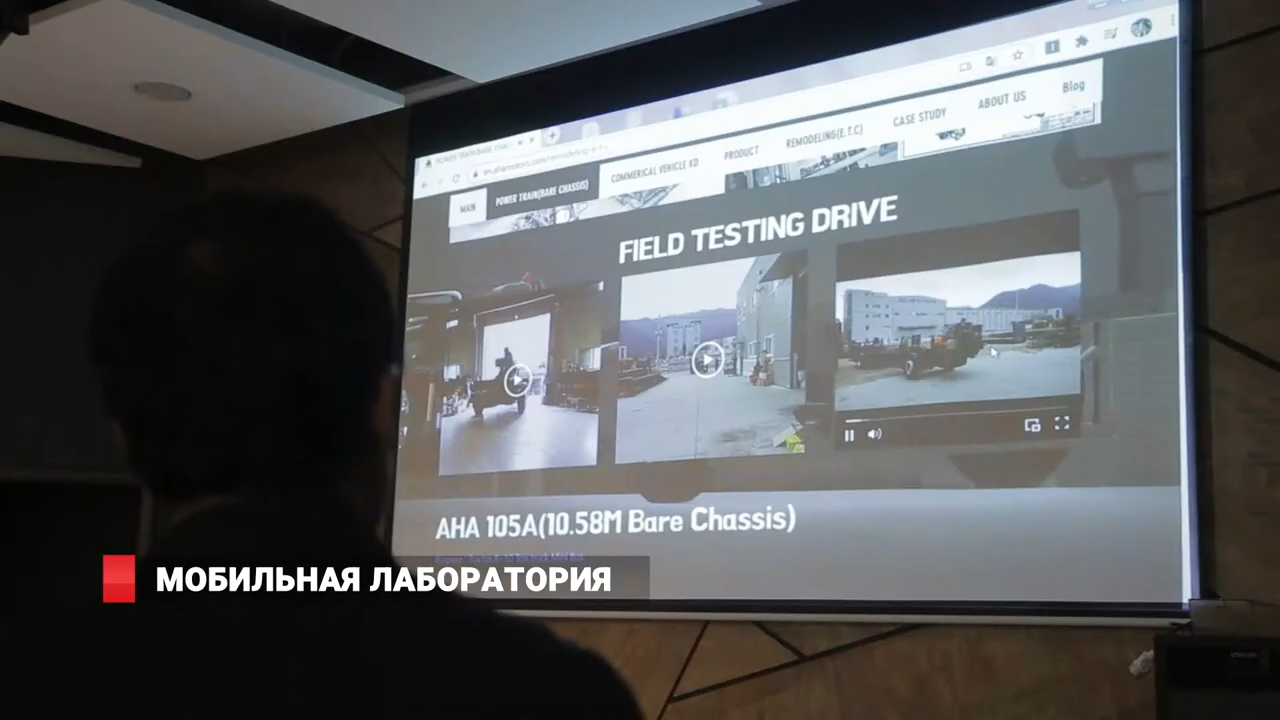 MAIN
POWER TRAIN(BARE CHASSIS)
COMMERICAL VEHICLE KD
PRODUCT
REMODELING(E.T.C)
CASE STUDY
ABOUT US
Blog
FIELD TESTING DRIVE
AHA 105A(10.58M Bare Chassis)
МОБИЛЬНАЯ ЛАБОРАТОРИЯ